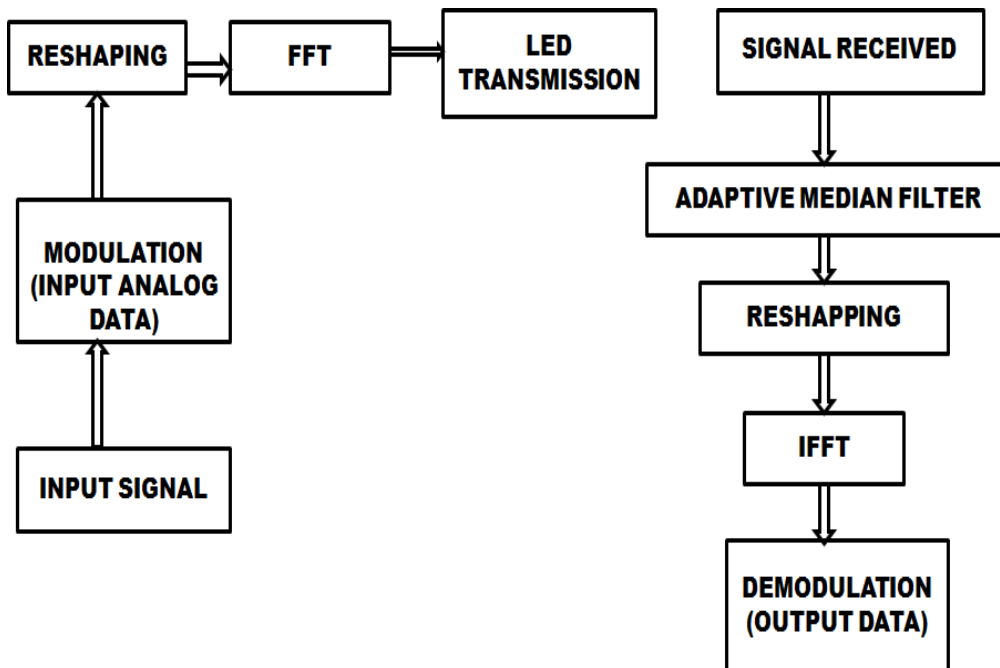 RESHAPING
FFT
LED
TRANSMISSION
MODULATION
(INPUT ANALOG
DATA)
INPUT SIGNAL
SIGNAL RECEIVED
ADAPTIVE MEDIAN FILTER
RESHAPPING
IFFT
DEMODULATION
(OUTPUT DATA)